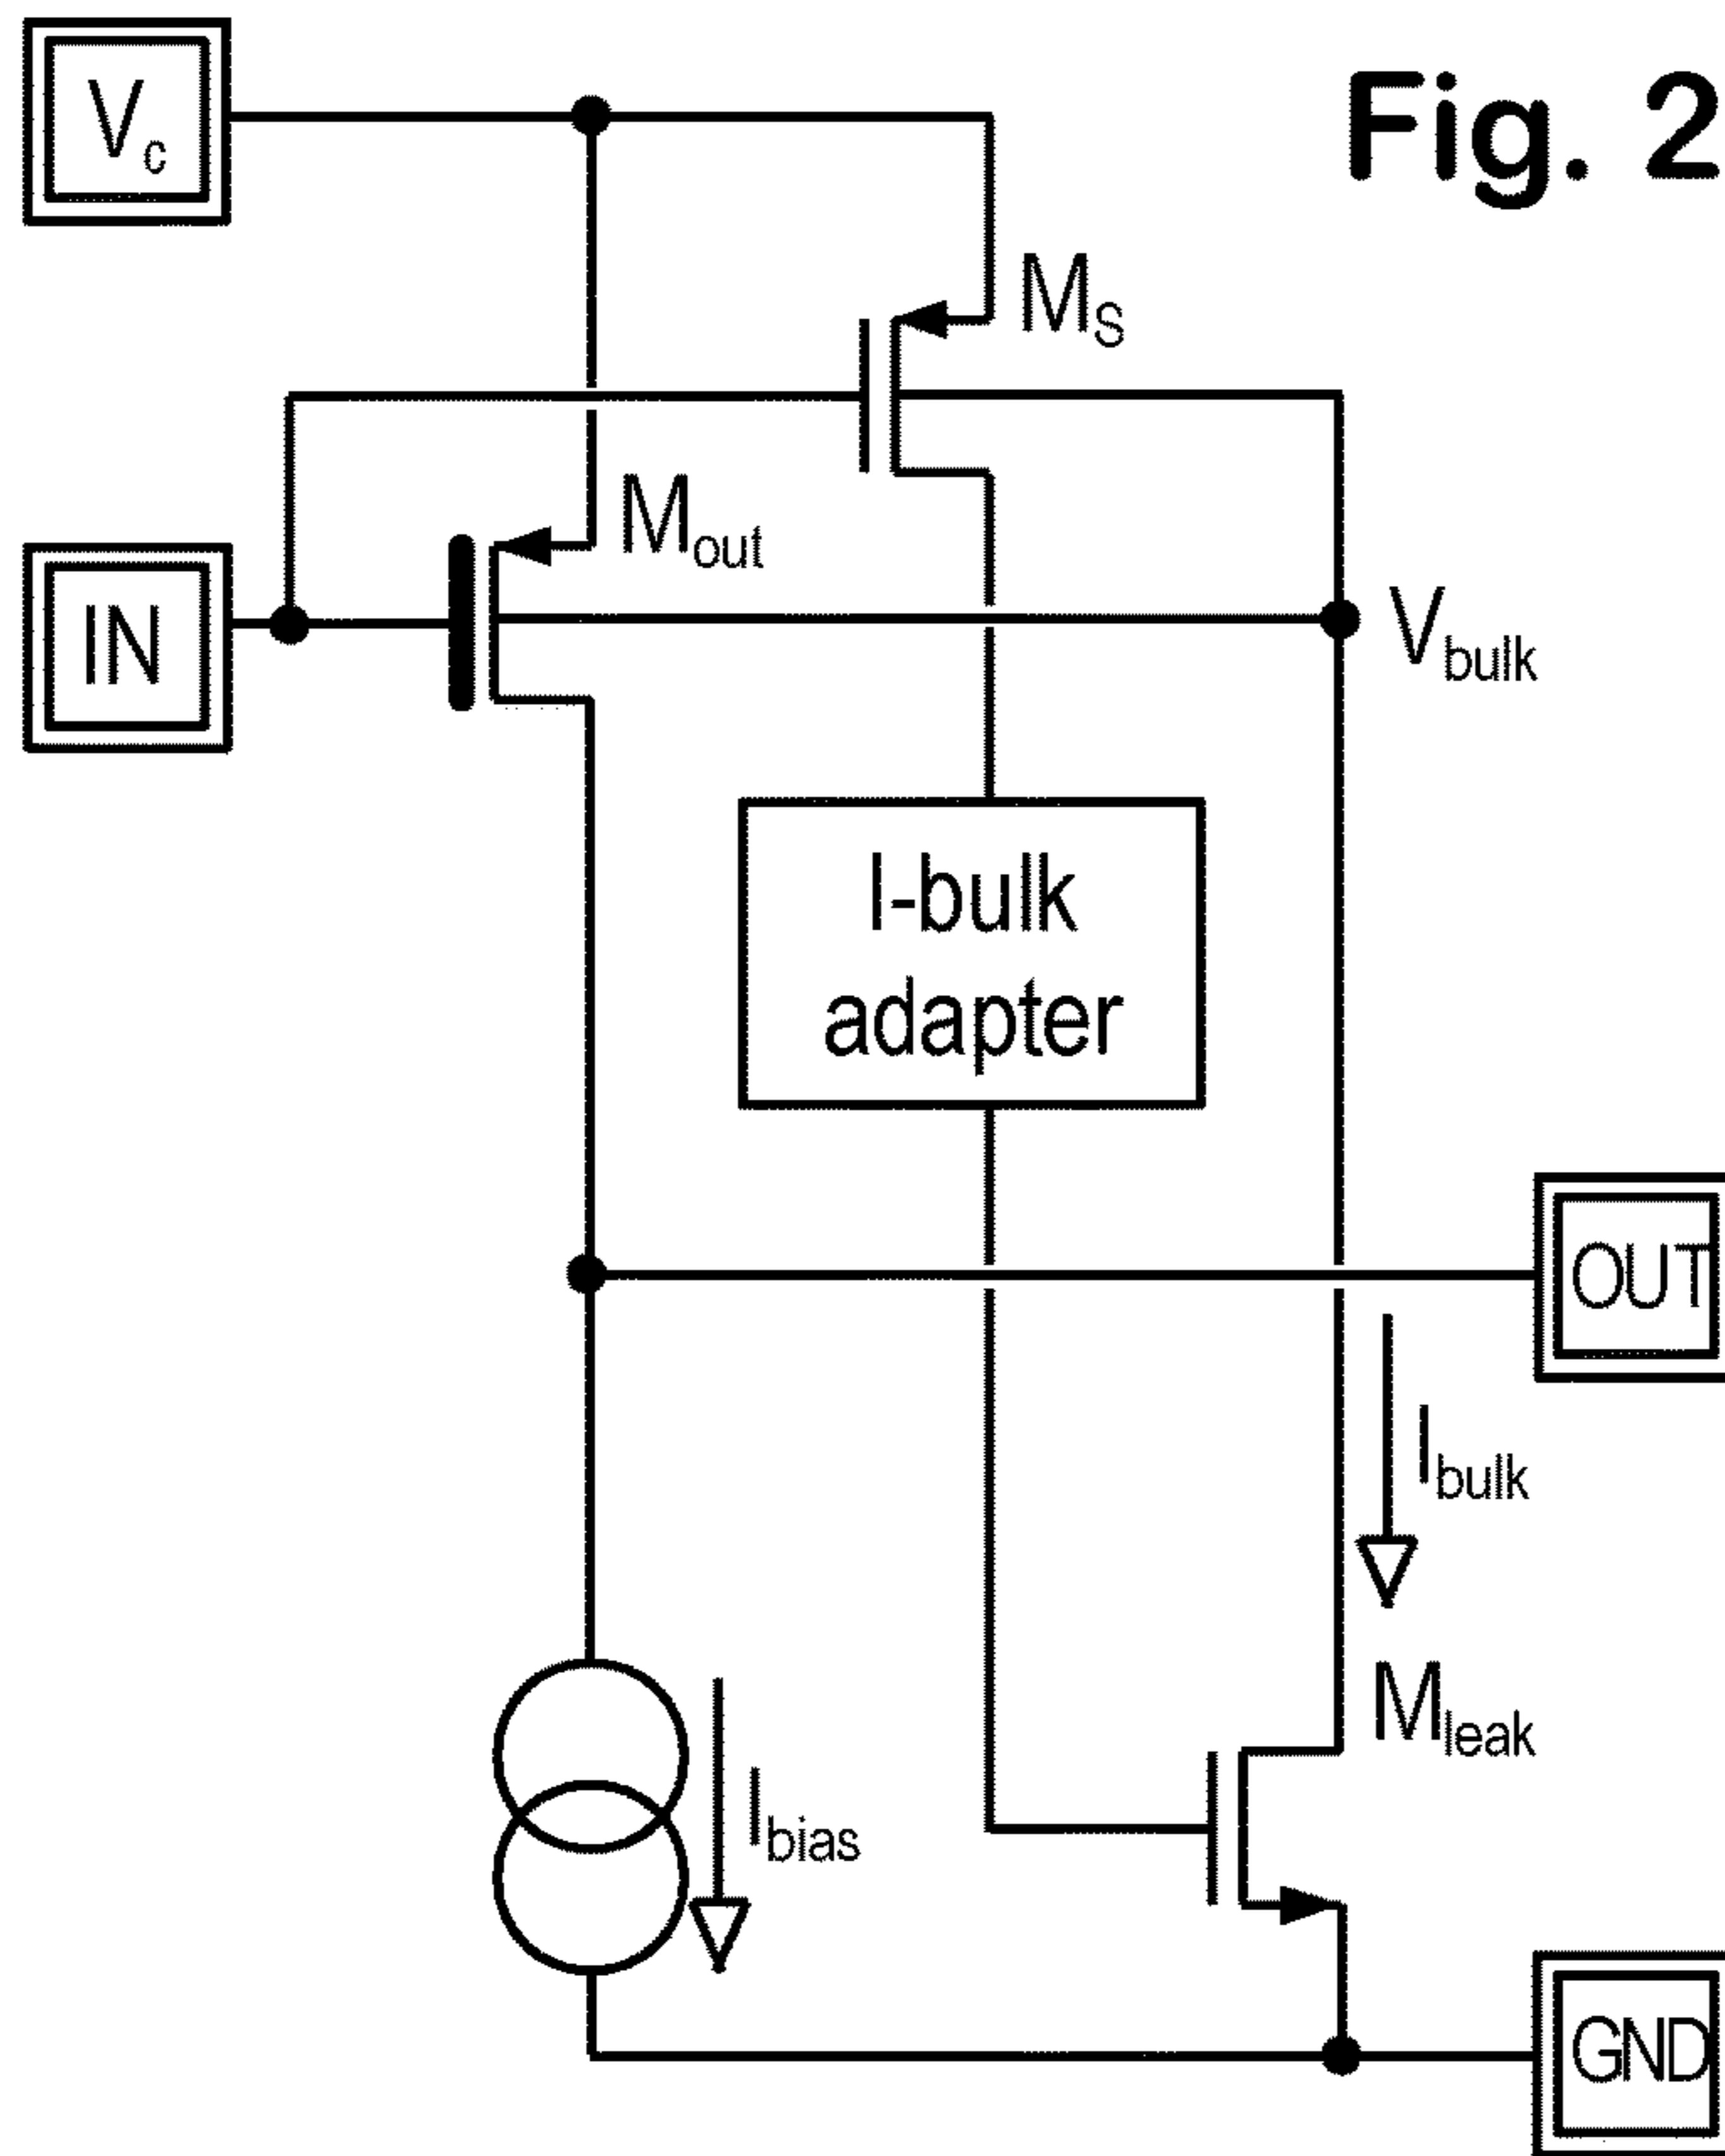 Fig. 2
Vc
MS
Mout
IN
Vbulk
I-bulk
adapter
OUT
Ibulk
Mleak
Ibias
GND